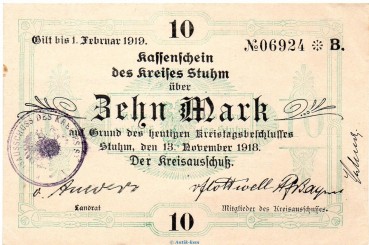 10
Gilt bis 1. Februar 1919.
№06924 ※ B.
Kassenschein
des Kreises Stuhm
über
Zehn Mark
auf Grund des heutigen Kreistagsbeschlusses
Stuhm, den 13. November 1918.
Der Kreisausschuß.
Landrat
Mitglieder des Kreisausschusses.
10